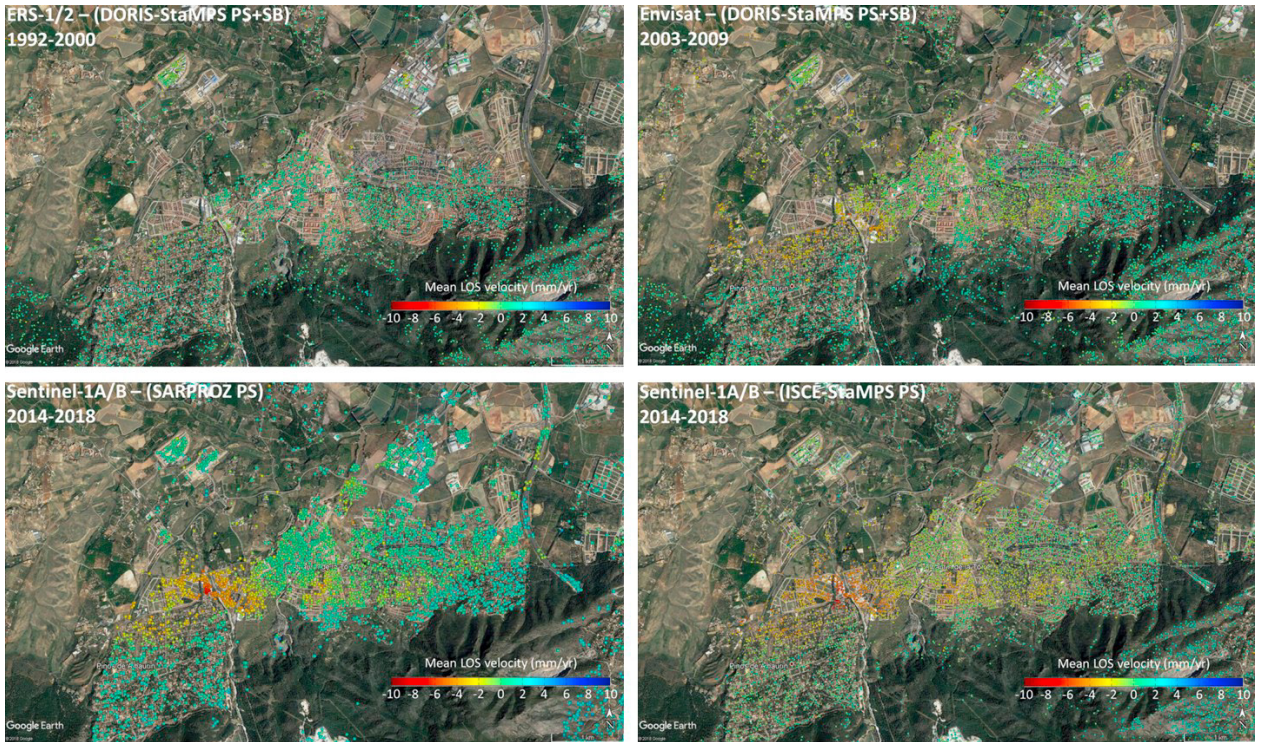 ERS-1/2 – (DORIS-StaMPS PS+SB)
1992-2000
Mean LOS velocity (mm/yr)
-10 -8 -6 -4 -2 0 2 4 6 8 10
Google Earth
Envisat – (DORIS-StaMPS PS+SB)
2003-2009
Mean LOS velocity (mm/yr)
-10 -8 -6 -4 -2 0 2 4 6 8 10
Google Earth
Sentinel-1A/B – (SARPROZ PS)
2014-2018
Mean LOS velocity (mm/yr)
-10 -8 -6 -4 -2 0 2 4 6 8 10
Google Earth
Sentinel-1A/B – (ISCE-StaMPS PS)
2014-2018
Mean LOS velocity (mm/yr)
-10 -8 -6 -4 -2 0 2 4 6 8 10
Google Earth